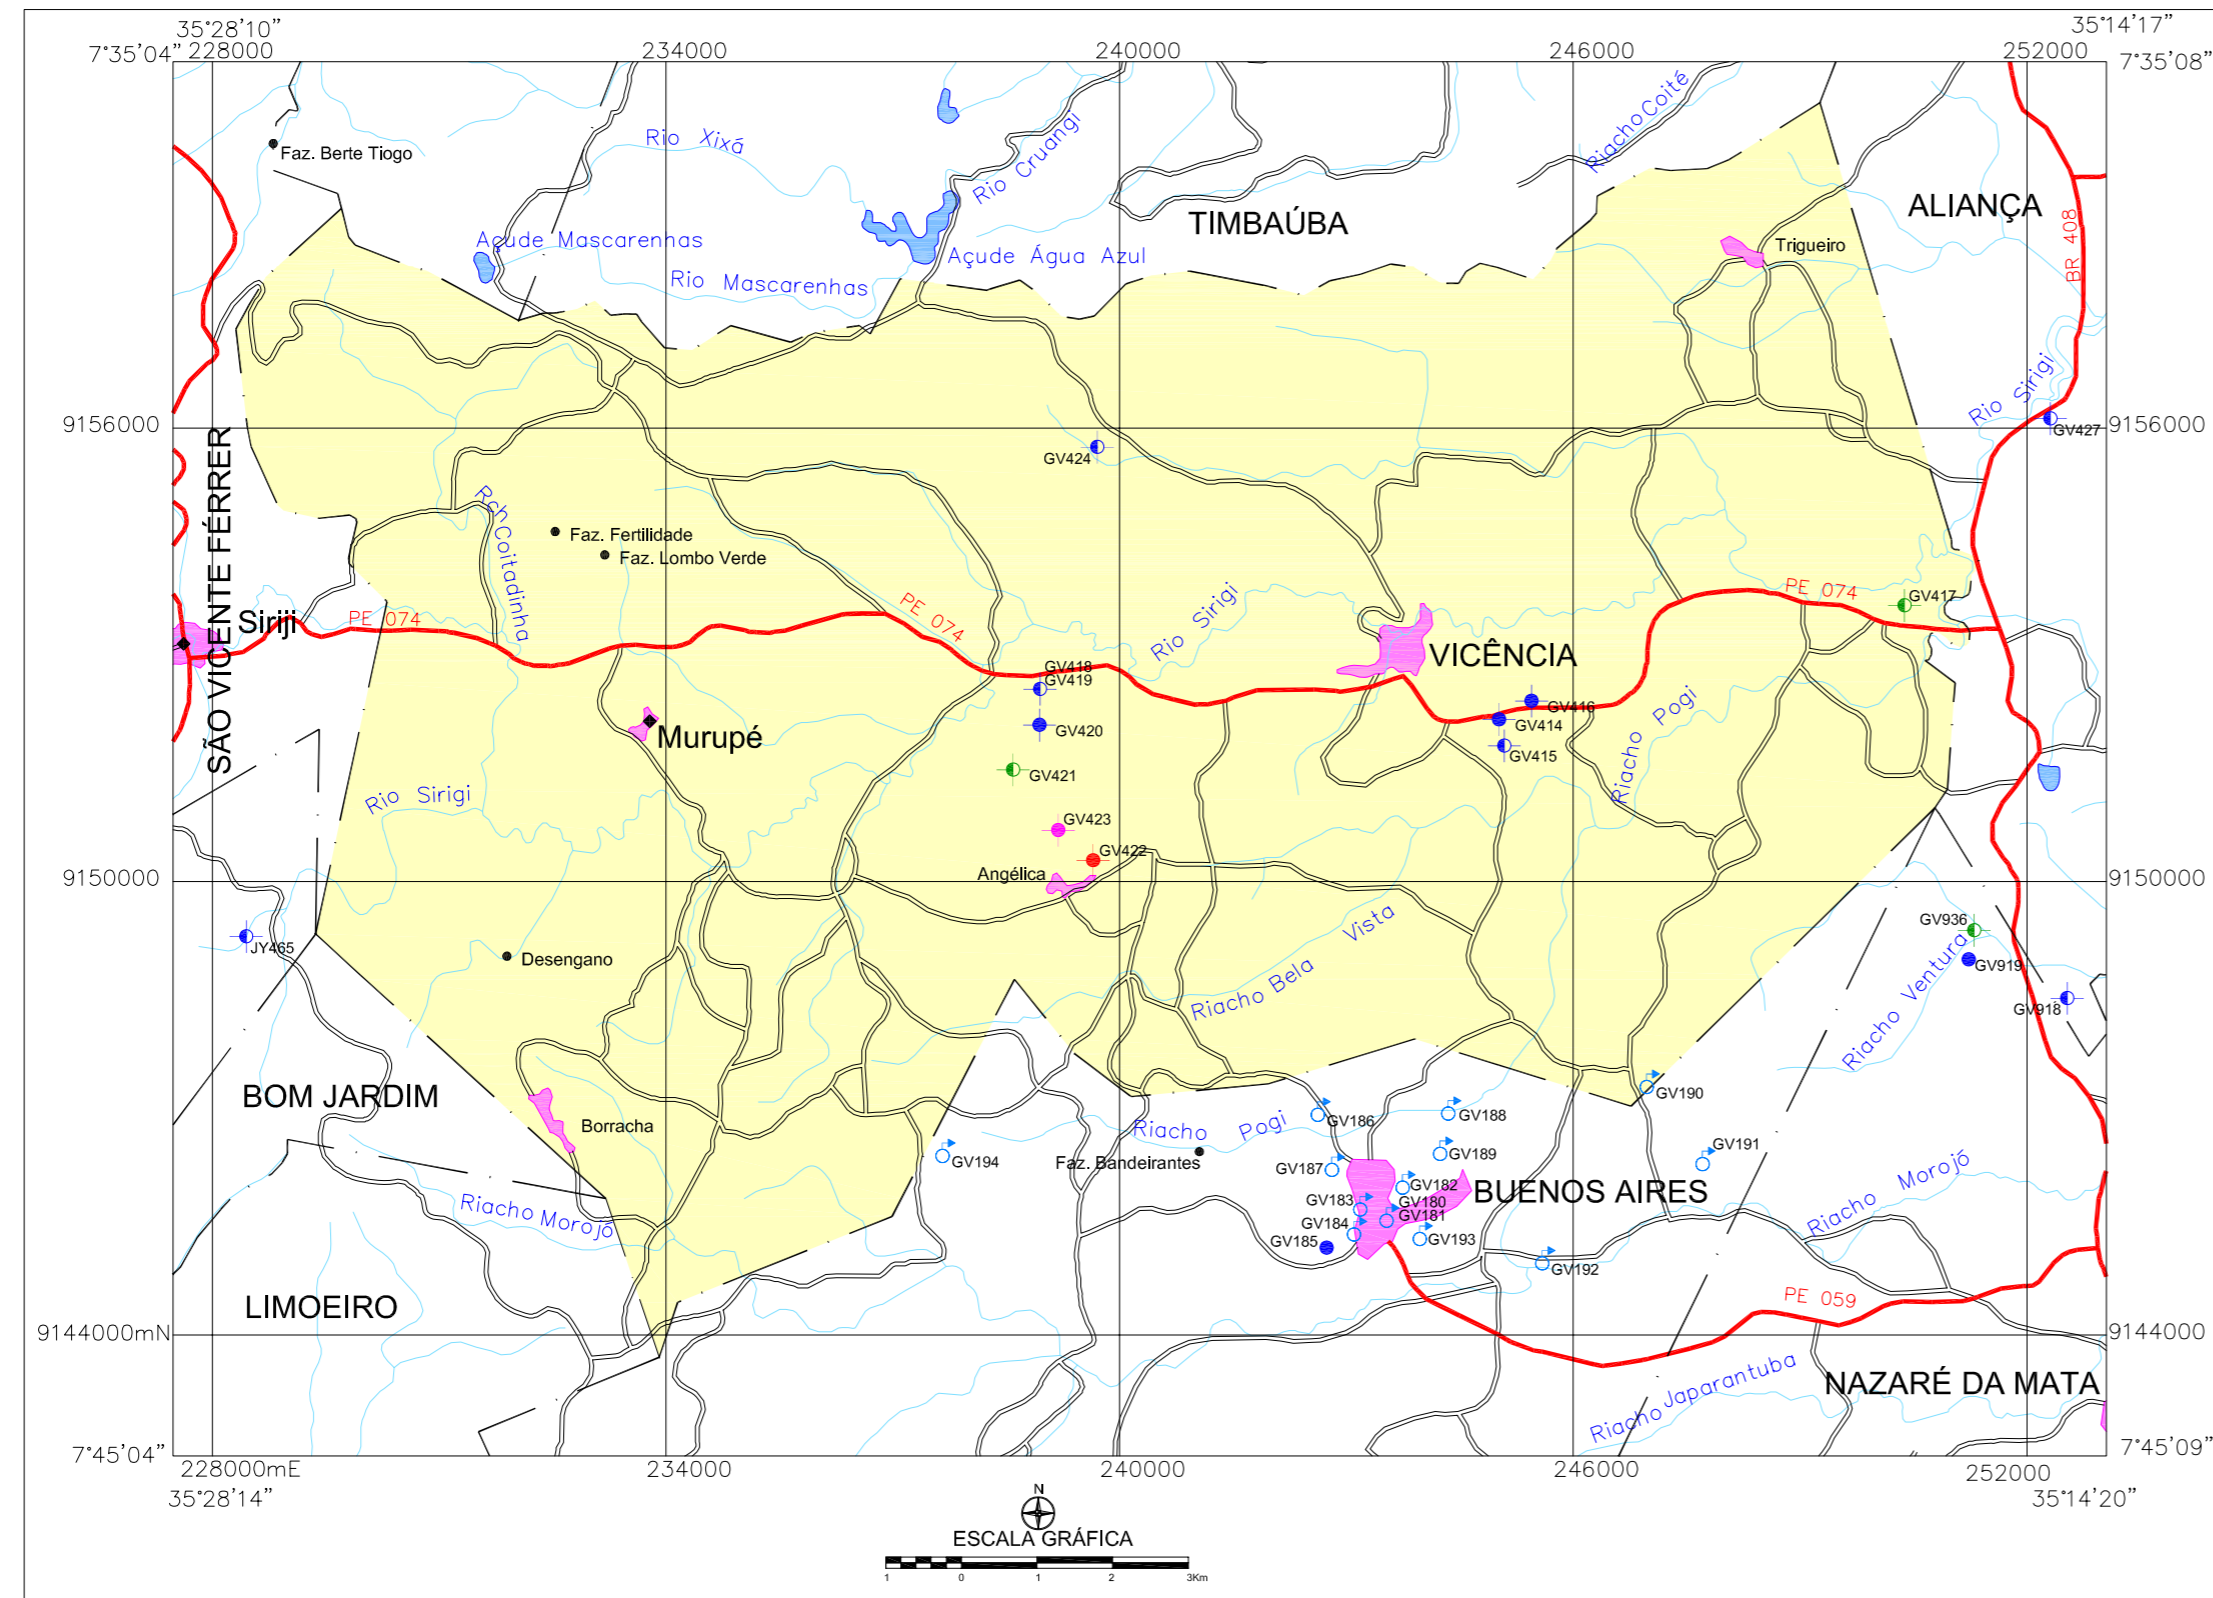 35°28'10"
35°14'17"
7°35'04"
228000
234000
240000
246000
252000
7°35'08"
Riacho Coité
Rio Xixá
Rio Cruangi
Faz. Berte Tiogo
ALIANÇA
TIMBAÚBA
BR 408
Açude Mascarenhas
Trigueiro
Açude Água Azul
Rio Mascarenhas
Rio Sirigi
9156000
9156000
GV427
GV424
SÃO VICENTE FÉRRER
Rch Coitadinha
Faz. Fertilidade
Faz. Lombo Verde
PE 074
GV417
PE 074
PE 074
Rio Sirigi
Siriji
VICÊNCIA
GV418
GV419
Riacho Pogi
GV416
GV420
GV414
Murupé
GV415
GV421
Rio Sirigi
GV423
GV422
Angélica
9150000
9150000
Riacho Bela Vista
GV936
JY465
Desengano
GV919
Riacho Ventura
GV918
BOM JARDIM
GV190
GV186
GV188
Borracha
Riacho Pogi
GV191
GV194
Faz. Bandeirantes
GV189
GV187
Riacho Morojó
GV182
BUENOS AIRES
GV183
GV180
Riacho Morojó
GV181
GV184
GV185
GV193
GV192
LIMOEIRO
PE 059
9144000mN
9144000
Riacho Japarantuba
NAZARÉ DA MATA
7°45'04"
7°45'09"
228000mE
234000
240000
246000
252000
35°28'14"
35°14'20"
N
ESCALA GRÁFICA
1 0 1 2 3Km